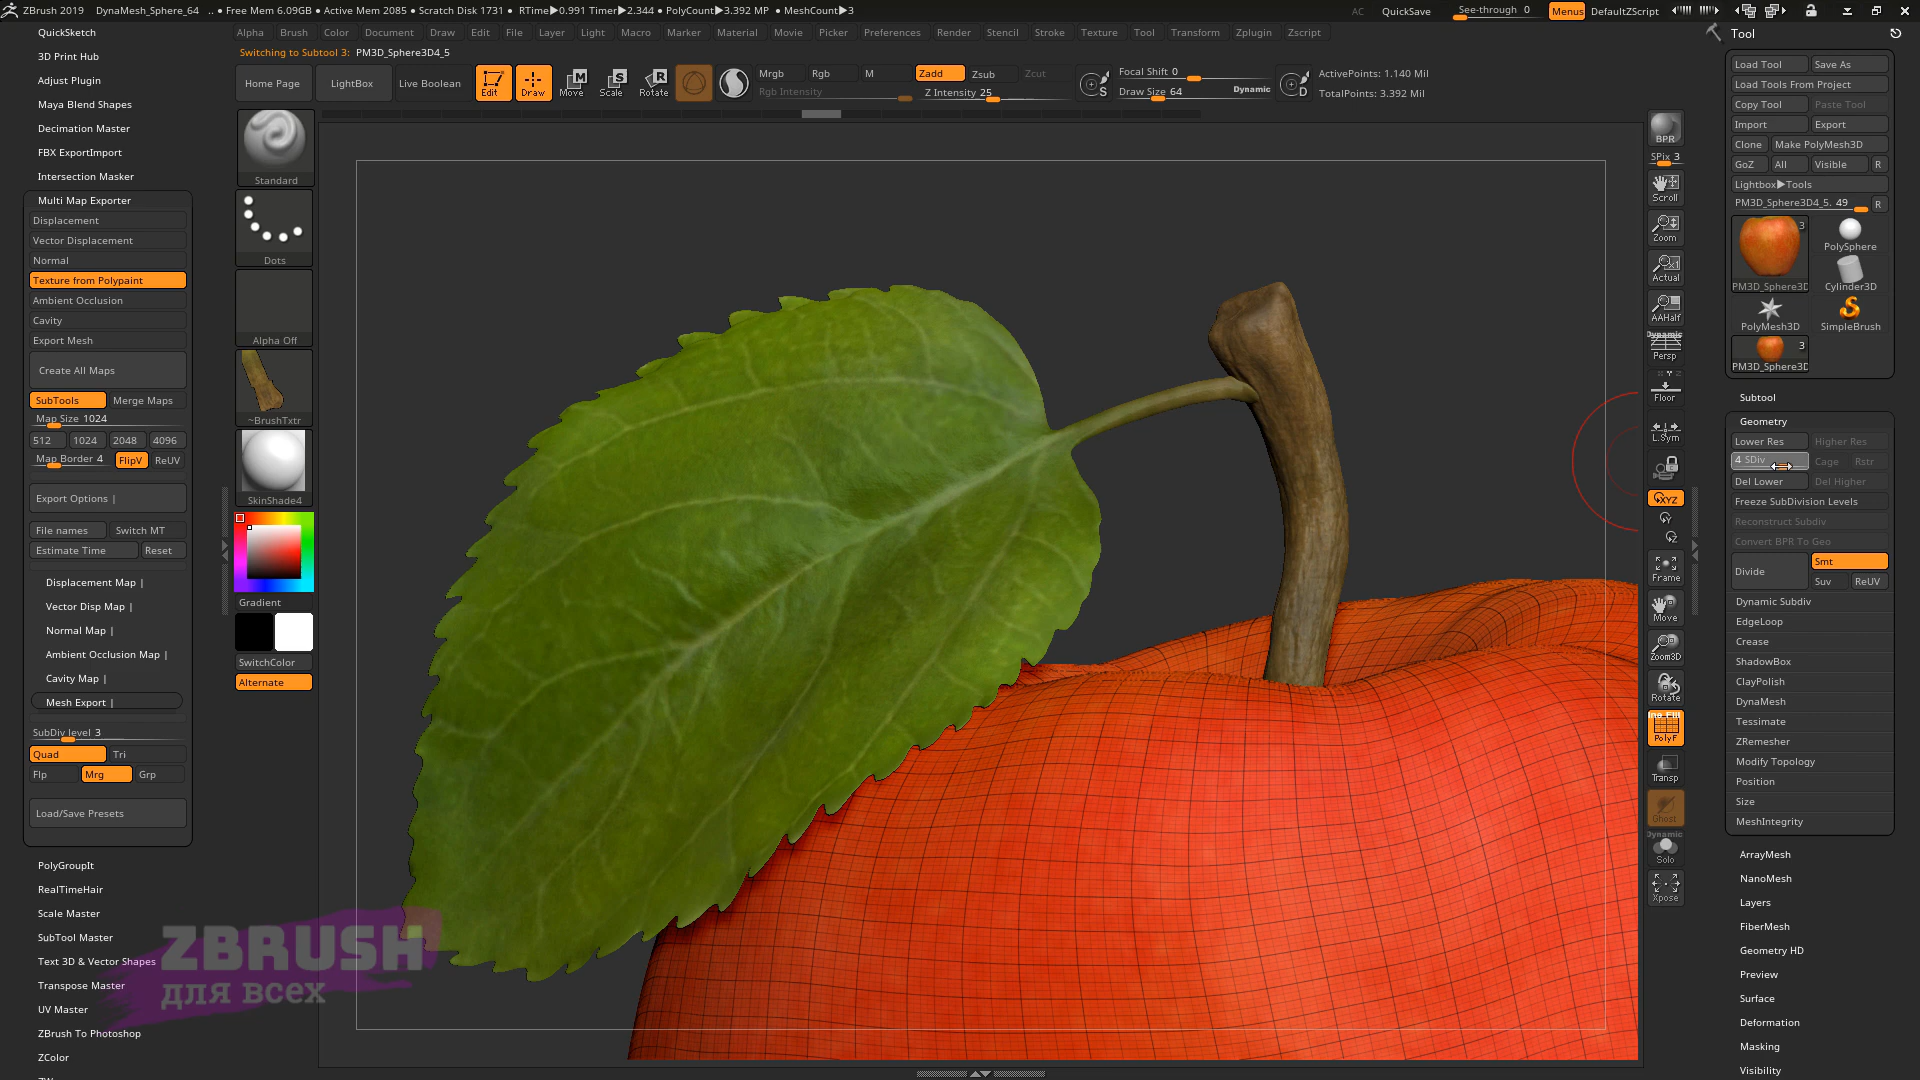 ZBrush 2019 DynaMesh_Sphere_64 .. ● Free Mem 6.09GB ● Active Mem 2085 ● Scratch Disk 1731 ● RTime▶0.991 Timer▶2.344 ● PolyCount▶3.392 MP ● MeshCount▶3 AC QuickSave See-through 0 Menus DefaultZScript
QuickSketch Alpha Brush Color Document Draw Edit File Layer Light Macro Marker Material Movie Picker Preferences Render Stencil Stroke Texture Tool Transform Zplugin Zscript Tool
3D Print Hub
Switching to Subtool 3: PM3D_Sphere3D4_5
Adjust Plugin
Maya Blend Shapes
Decimation Master
FBX ExportImport
Intersection Masker
Multi Map Exporter
Displacement
Vector Displacement
Normal
Texture from Polypaint
Ambient Occlusion
Cavity
Export Mesh
Create All Maps
SubTools Merge Maps
Map Size 1024
512 1024 2048 4096
Map Border 4 FlipV ReUV
Export Options |
File names Switch MT
Estimate Time Reset
Displacement Map |
Vector Disp Map |
Normal Map |
Ambient Occlusion Map |
Cavity Map |
Mesh Export |
SubDiv level 3
Quad Tri
Flp Mrg Grp
Load/Save Presets
PolyGroupIt
RealTimeHair
Scale Master
SubTool Master
Text 3D & Vector Shapes
Transpose Master
UV Master
ZBrush To Photoshop
ZColor
ZBRUSH
для всех
Home Page LightBox Live Boolean Edit Draw Move Scale Rotate
Mrgb Rgb M Zadd Zsub Zcut
Rgb Intensity Z Intensity 25
S Focal Shift 0
Draw Size 64 Dynamic D
ActivePoints: 1.140 Mil
TotalPoints: 3.392 Mil
Standard
Dots
Alpha Off
~BrushTxtr
SkinShade4
Gradient
SwitchColor
Alternate
BPR
SPix 3
Scroll
Zoom
Actual
AAHalf
Dynamic
Persp
Floor
L.Sym
XYZ
Y
Z
Frame
Move
Zoom3D
Rotate
PolyF
Transp
Ghost
Dynamic
Solo
Xpose
Load Tool Save As
Load Tools From Project
Copy Tool Paste Tool
Import Export
Clone Make PolyMesh3D
GoZ All Visible R
Lightbox▶Tools
PM3D_Sphere3D4_5. 49 R
3
PolySphere
PM3D_Sphere3D Cylinder3D
PolyMesh3D SimpleBrush
3
PM3D_Sphere3D
Subtool
Geometry
Lower Res Higher Res
4 SDiv Cage Rstr
Del Lower Del Higher
Freeze SubDivision Levels
Reconstruct Subdiv
Convert BPR To Geo
Divide Smt
Suv ReUV
Dynamic Subdiv
EdgeLoop
Crease
ShadowBox
ClayPolish
DynaMesh
Tessimate
ZRemesher
Modify Topology
Position
Size
MeshIntegrity
ArrayMesh
NanoMesh
Layers
FiberMesh
Geometry HD
Preview
Surface
Deformation
Masking
Visibility